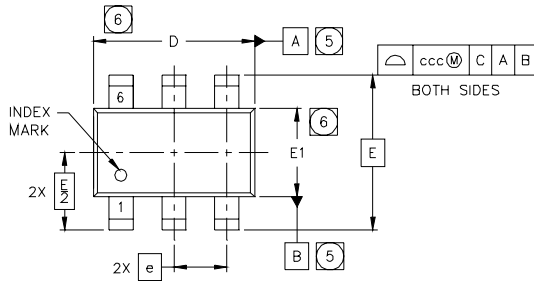 6
D
A 5
⌓ ccc Ⓜ C A B
BOTH SIDES
6
INDEX
MARK
6
E1
E
2X E/2
1
B 5
2X e